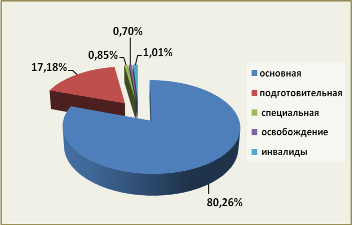 0,70%
0,85%
1,01%
17,18%
80,26%
основная
подготовительная
специальная
освобождение
инвалиды